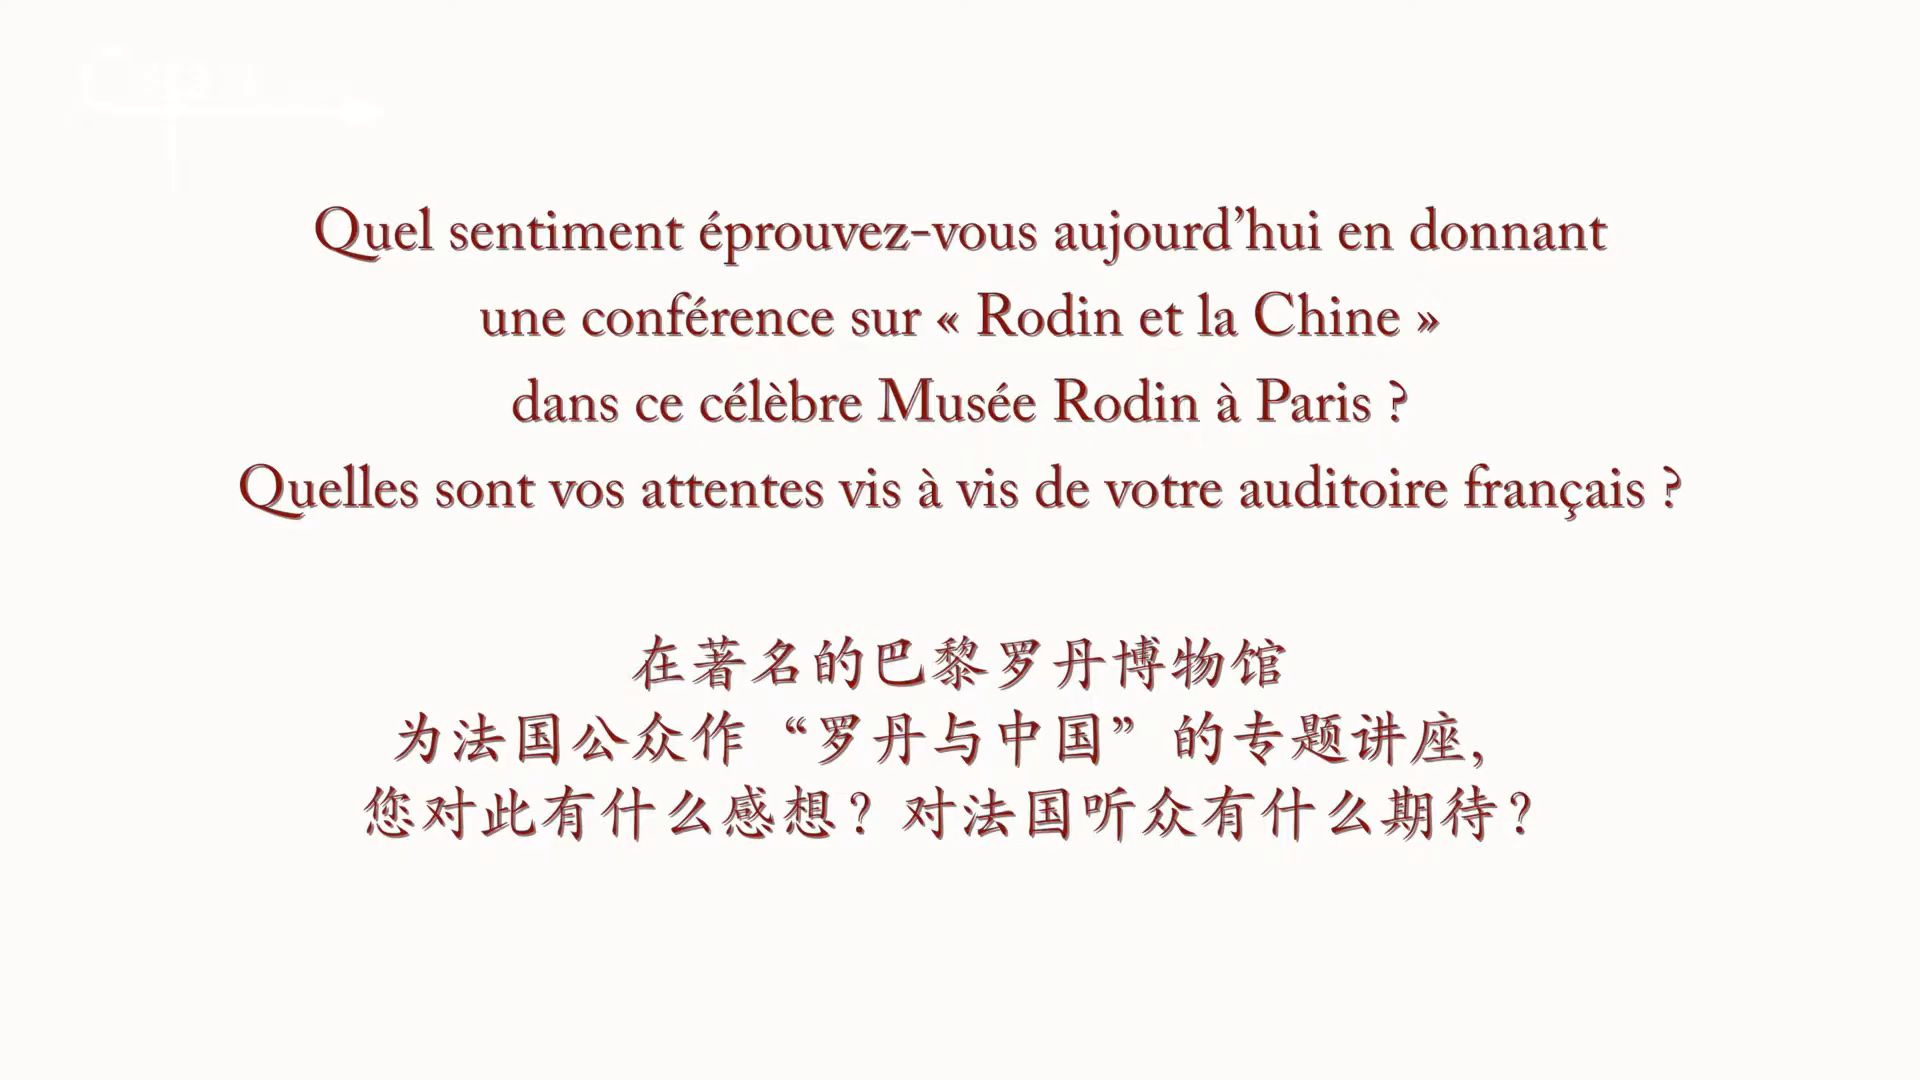 Quel sentiment éprouvez-vous aujourd’hui en donnant
une conférence sur « Rodin et la Chine »
dans ce célèbre Musée Rodin à Paris ?
Quelles sont vos attentes vis à vis de votre auditoire français ?
在著名的巴黎罗丹博物馆
为法国公众作“罗丹与中国”的专题讲座,
您对此有什么感想？对法国听众有什么期待？